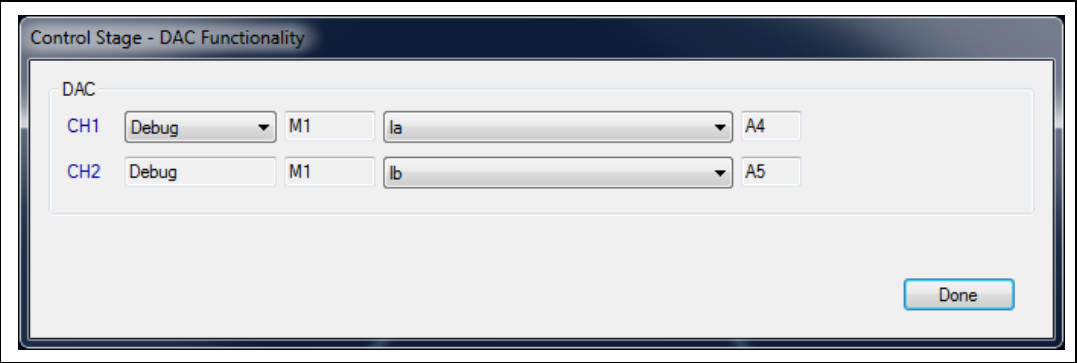 Control Stage - DAC Functionality
DAC
CH1 Debug M1 Ia A4
CH2 Debug M1 Ib A5
Done